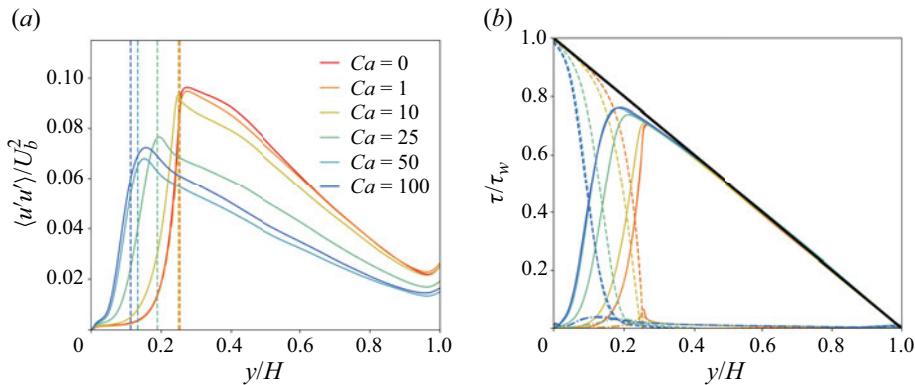 (a)
0.10
0.08
0.06
0.04
0.02
⟨u′u′⟩/U_b^2
Ca = 0
Ca = 1
Ca = 10
Ca = 25
Ca = 50
Ca = 100
0 0.2 0.4 0.6 0.8 1.0
y/H
(b)
1.0
0.8
0.6
0.4
0.2
τ/τ_w
0 0.2 0.4 0.6 0.8 1.0
y/H